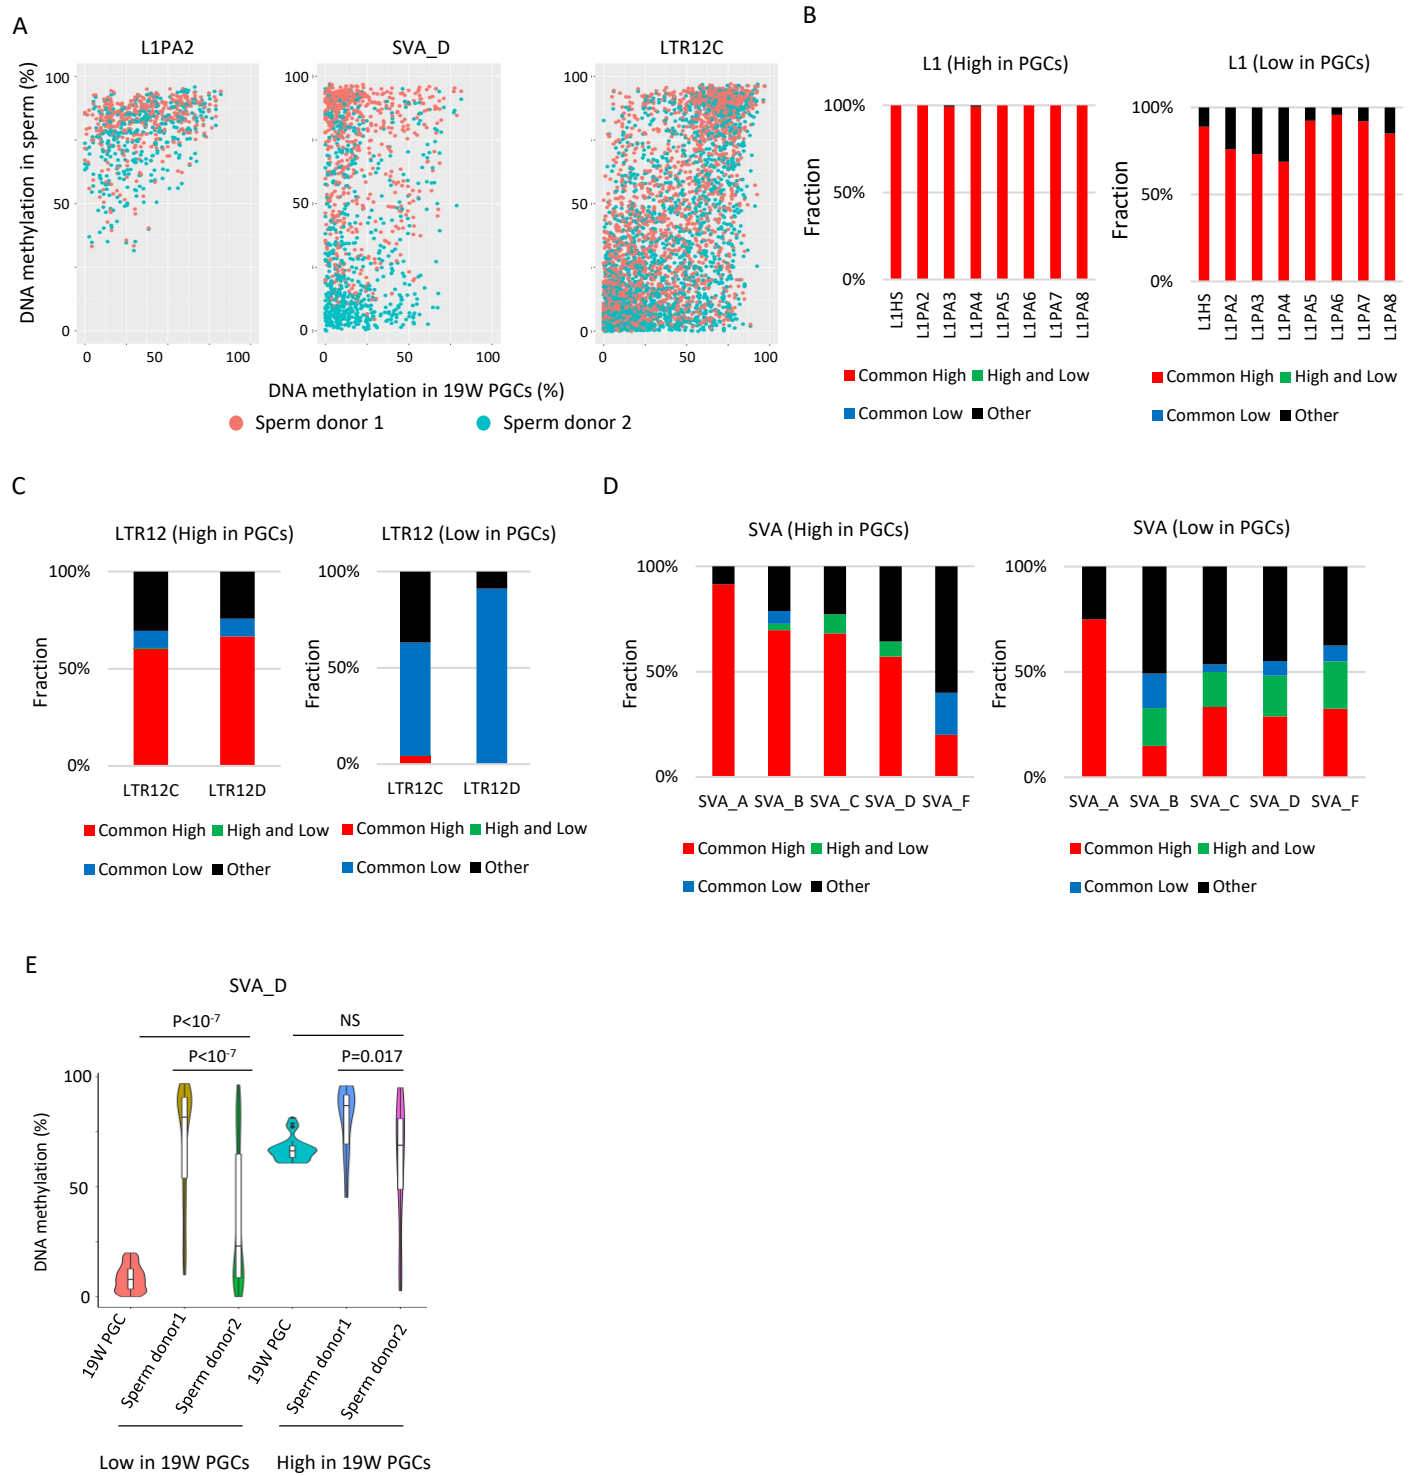 A
L1PA2
SVA_D
LTR12C
DNA methylation in sperm (%)
100
50
0
100
50
0
100
50
0
0 50 100
0 50 100
0 50 100
DNA methylation in 19W PGCs (%)
Sperm donor 1
Sperm donor 2
B
L1 (High in PGCs)
Fraction
100%
50%
0%
L1HS
L1PA2
L1PA3
L1PA4
L1PA5
L1PA6
L1PA7
L1PA8
Common High
High and Low
Common Low
Other
L1 (Low in PGCs)
Fraction
100%
50%
0%
L1HS
L1PA2
L1PA3
L1PA4
L1PA5
L1PA6
L1PA7
L1PA8
Common High
High and Low
Common Low
Other
C
LTR12 (High in PGCs)
Fraction
100%
50%
0%
LTR12C
LTR12D
Common High
High and Low
Common Low
Other
LTR12 (Low in PGCs)
Fraction
100%
50%
0%
LTR12C
LTR12D
Common High
High and Low
Common Low
Other
D
SVA (High in PGCs)
Fraction
100%
50%
0%
SVA_A
SVA_B
SVA_C
SVA_D
SVA_F
Common High
High and Low
Common Low
Other
SVA (Low in PGCs)
Fraction
100%
50%
0%
SVA_A
SVA_B
SVA_C
SVA_D
SVA_F
Common High
High and Low
Common Low
Other
E
SVA_D
P<10-7
NS
P<10-7
P=0.017
DNA methylation (%)
100
50
0
19W PGC
Sperm donor1
Sperm donor2
19W PGC
Sperm donor1
Sperm donor2
Low in 19W PGCs
High in 19W PGCs